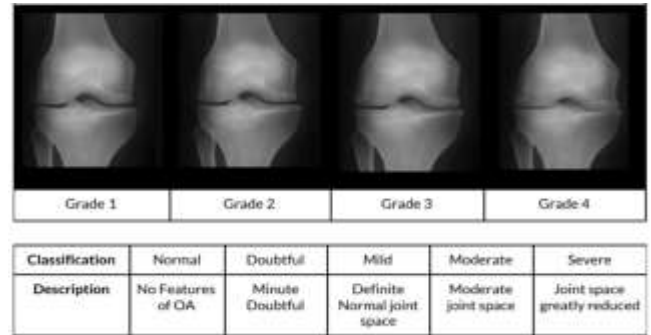 Grade 1 Grade 2 Grade 3 Grade 4
Classification Normal Doubtful Mild Moderate Severe
Description No Features Minute Definite Moderate Joint space
of OA Doubtful Normal joint joint space greatly reduced
space